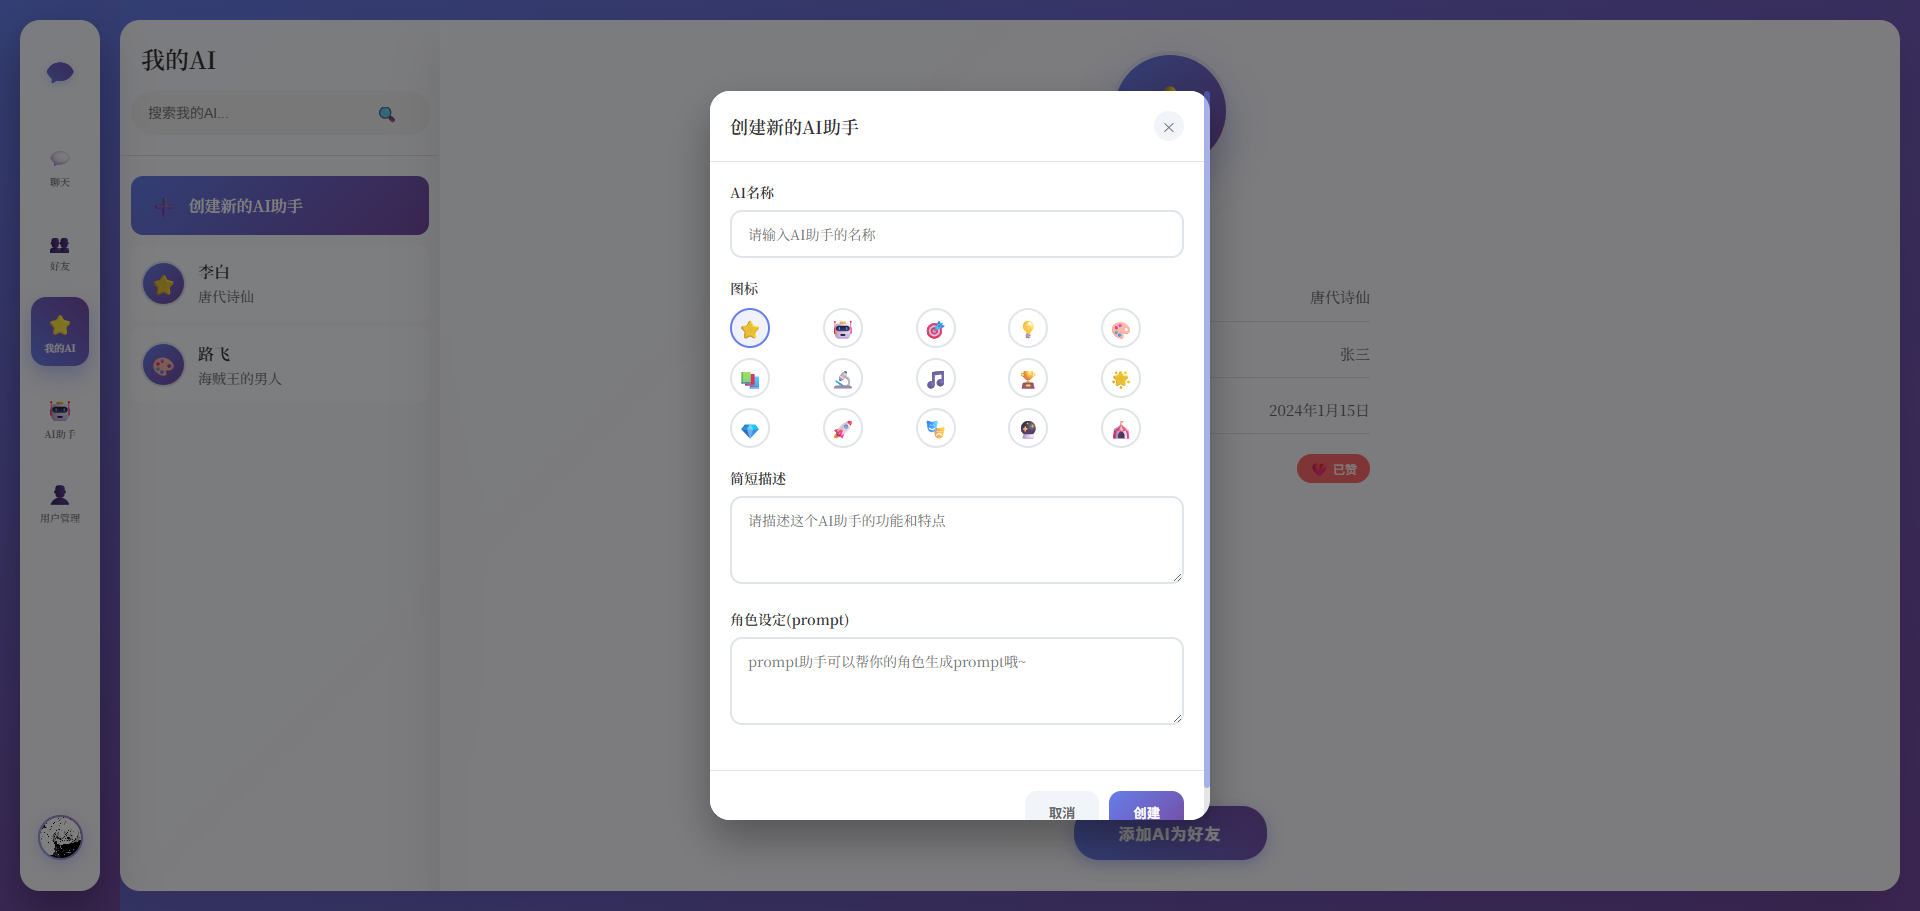 聊天
好友
我的AI
AI助手
用户管理
我的AI
搜索我的AI...
创建新的AI助手
李白
唐代诗仙
路飞
海贼王的男人
创建新的AI助手
AI名称
请输入AI助手的名称
图标
简短描述
请描述这个AI助手的功能和特点
角色设定(prompt)
prompt助手可以帮你的角色生成prompt哦~
取消
创建
唐代诗仙
张三
2024年1月15日
已赞
添加AI为好友